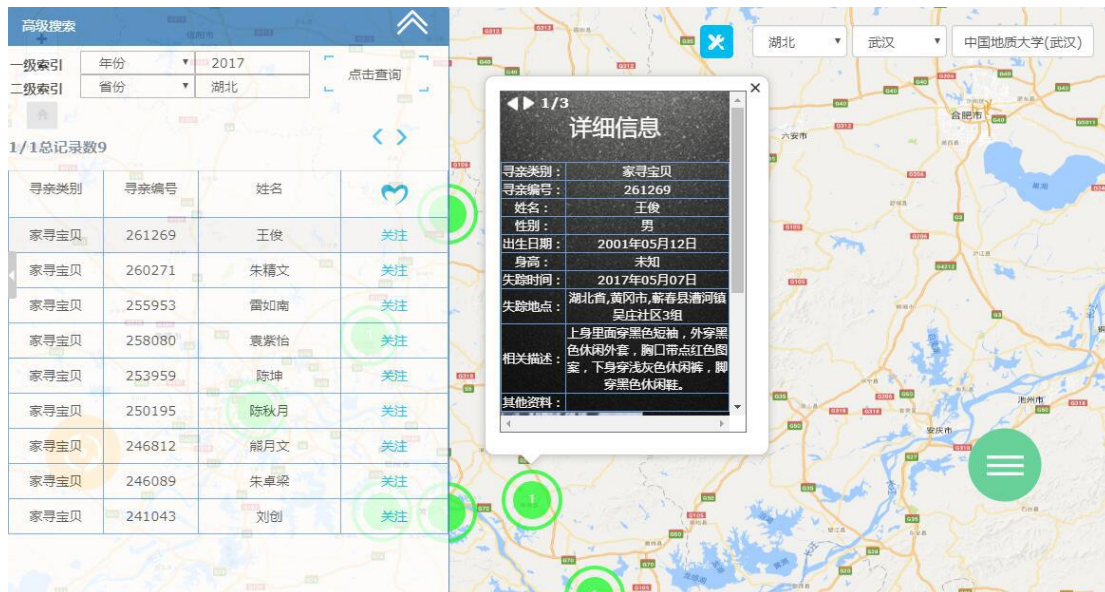 高级搜索
一级索引 年份 2017
二级索引 省份 湖北
点击查询
1/1总记录数9
寻亲类别 寻亲编号 姓名
家寻宝贝 261269 王俊 关注
家寻宝贝 260271 朱精文 关注
家寻宝贝 255953 雷如南 关注
家寻宝贝 258080 袁紫怡 关注
家寻宝贝 253959 陈坤 关注
家寻宝贝 250195 陈秋月 关注
家寻宝贝 246812 熊月文 关注
家寻宝贝 246089 朱卓梁 关注
家寻宝贝 241043 刘创 关注
湖北 武汉 中国地质大学(武汉)
1/3
详细信息
寻亲类别: 家寻宝贝
寻亲编号: 261269
姓名: 王俊
性别: 男
出生日期: 2001年05月12日
身高: 未知
失踪时间: 2017年05月07日
失踪地点: 湖北省,黄冈市,蕲春县漕河镇
吴庄社区3组
相关描述: 上身里面穿黑色短袖，外穿黑
色休闲外套，胸口带点红色图
案，下身穿浅灰色休闲裤，脚
穿黑色休闲鞋。
其他资料:
合肥市
六安市
池州市
安庆市
1